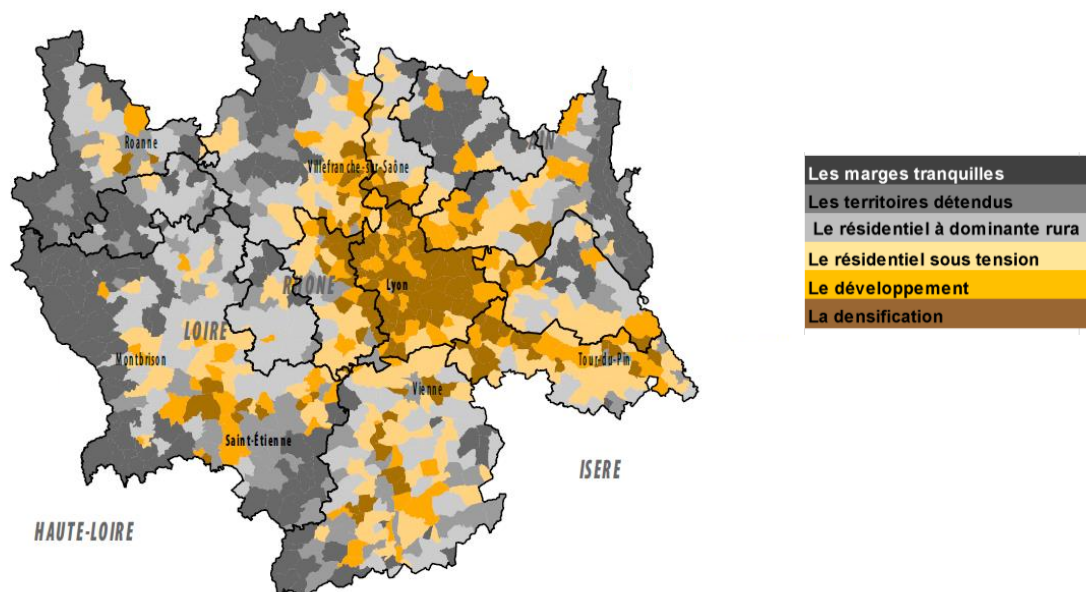 Roanne
AIN
Villefranche-sur-Saône
RHONE
Lyon
LOIRE
Montbrison
Tour-du-Pin
Vienne
Saint-Étienne
ISERE
HAUTE-LOIRE
Les marges tranquilles
Les territoires détendus
Le résidentiel à dominante rura
Le résidentiel sous tension
Le développement
La densification